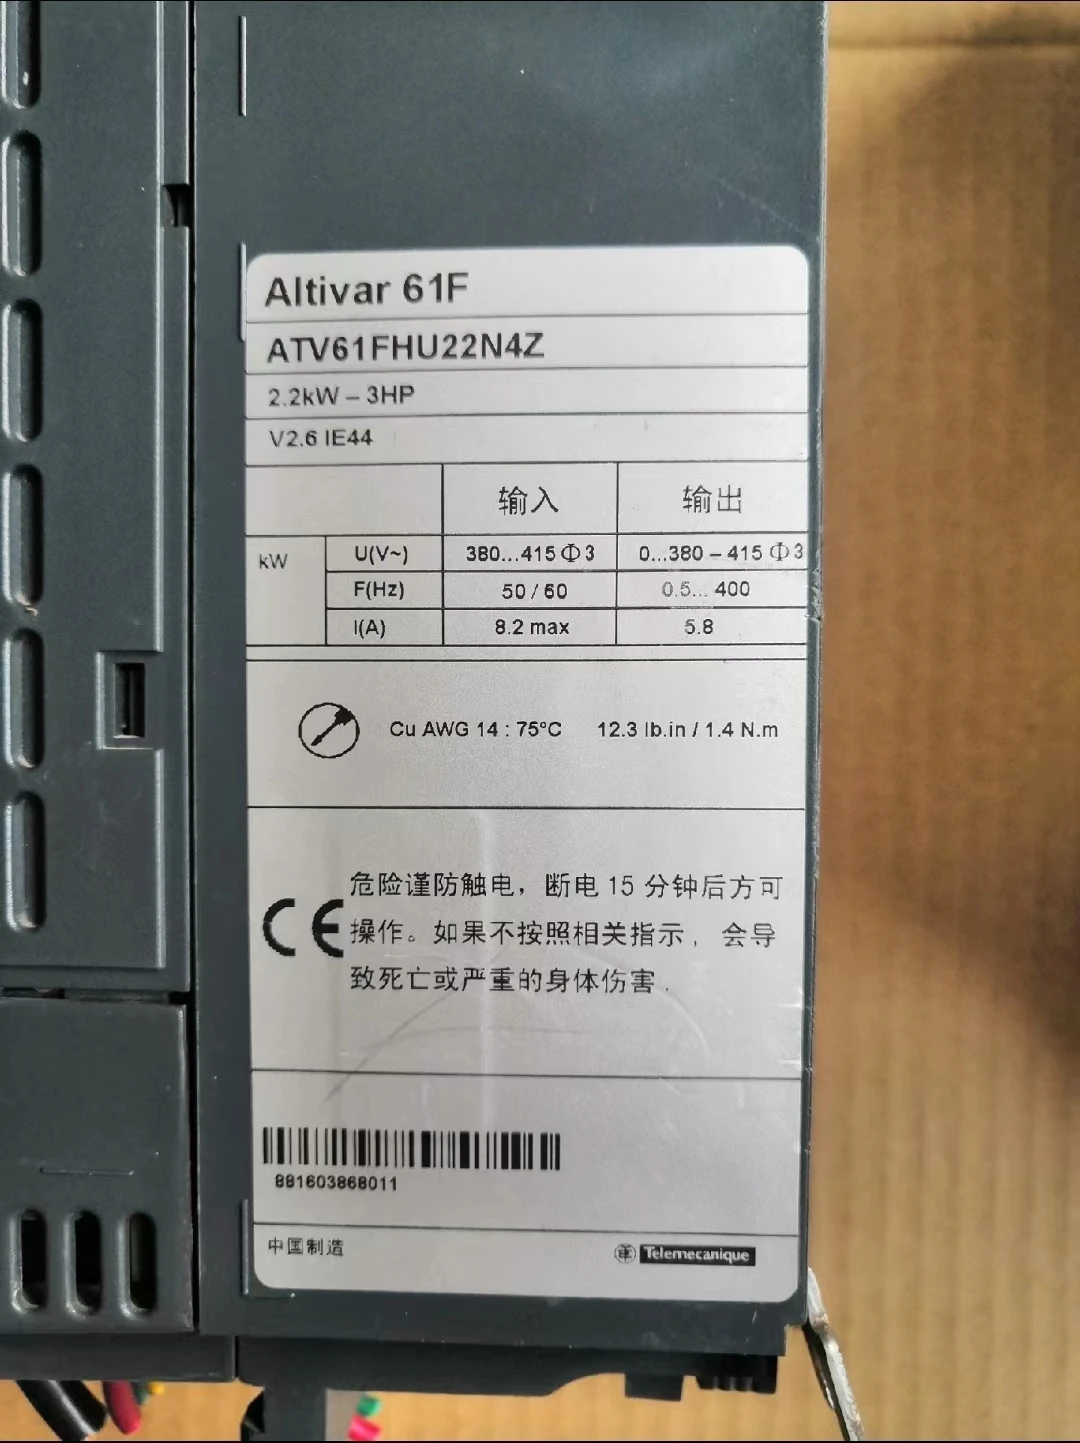 Altivar 61F
ATV61FHU22N4Z
2.2kW – 3HP
V2.6 IE44
输入 输出
kW U(V~) 380...415 Φ 3 0...380 – 415 Φ 3
F(Hz) 50 / 60 0.5... 400
I(A) 8.2 max 5.8
Cu AWG 14 : 75°C 12.3 lb.in / 1.4 N.m
CE
危险谨防触电，断电 15 分钟后方可
操作。如果不按照相关指示，会导
致死亡或严重的身体伤害.
881603868011
中国制造 Telemecanique